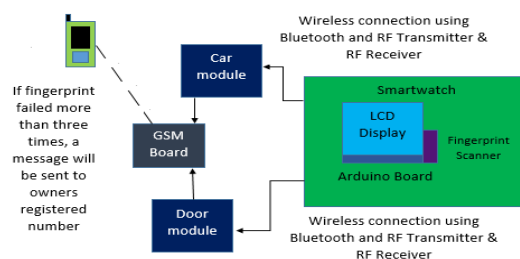 Wireless connection using
Bluetooth and RF Transmitter &
RF Receiver
Car
module
If fingerprint
failed more
than three
times, a
message will
be sent to
owners
registered
number
GSM
Board
Door
module
Smartwatch
LCD
Display
Fingerprint
Scanner
Arduino Board
Wireless connection using
Bluetooth and RF Transmitter &
RF Receiver